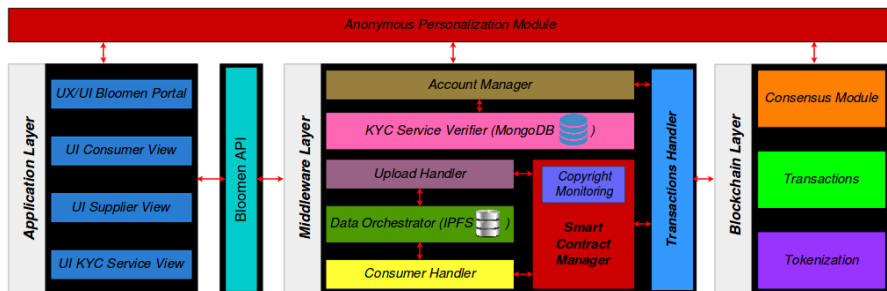 Anonymous Personalization Module
Application Layer
UX/UI Bloomen Portal
UI Consumer View
UI Supplier View
UI KYC Service View
Bloomen API
Middleware Layer
Account Manager
KYC Service Verifier (MongoDB )
Upload Handler
Data Orchestrator (IPFS )
Consumer Handler
Copyright
Monitoring
Smart
Contract
Manager
Transactions Handler
Blockchain Layer
Consensus Module
Transactions
Tokenization